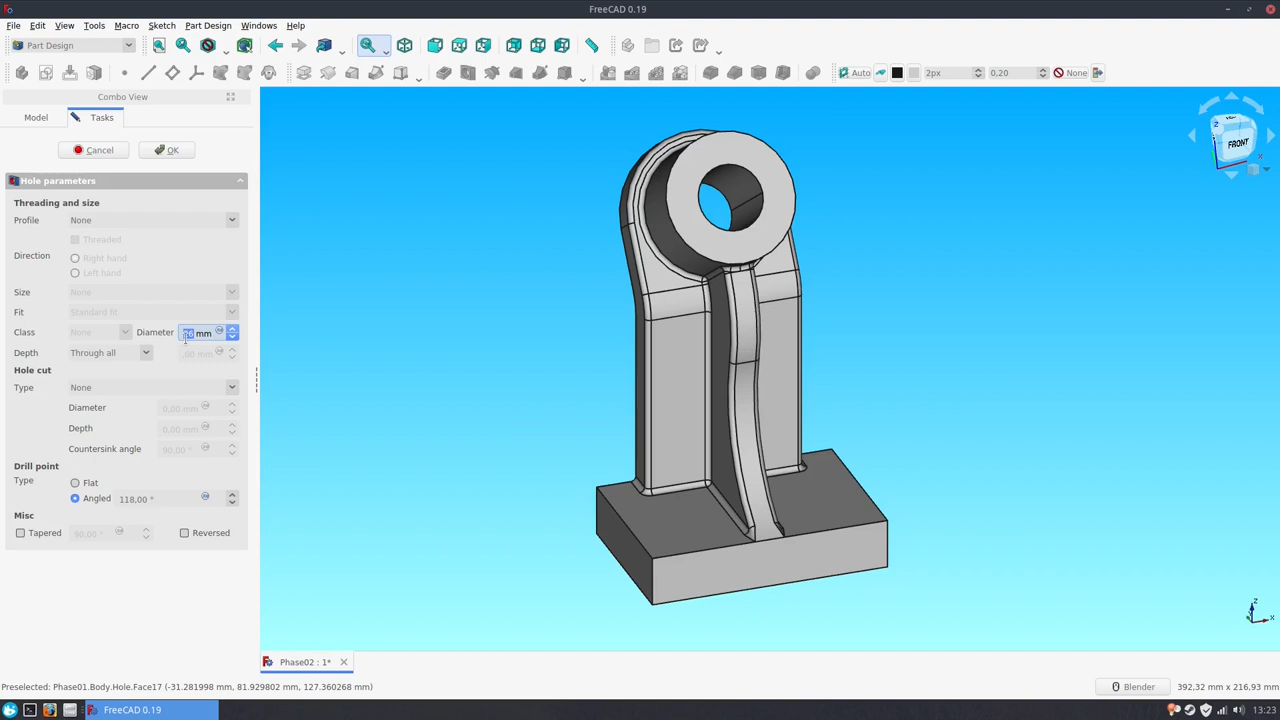 FreeCAD 0.19
File Edit View Tools Macro Sketch Part Design Windows Help
Part Design
Auto 2px 0,20 None
Combo View
Model Tasks
Cancel OK
Hole parameters
Threading and size
Profile None
Threaded
Direction Right hand
Left hand
Size None
Fit Standard fit
Class None Diameter mm
Depth Through all ,60 mm
Hole cut
Type None
Diameter 0,00 mm
Depth 0,00 mm
Countersink angle 90,00 °
Drill point
Type Flat
Angled 118,00 °
Misc
Tapered 90,00 ° Reversed
FRONT
Z
X
Phase02 : 1*
Preselected: Phase01.Body.Hole.Face17 (-31.281998 mm, 81.929802 mm, 127.360268 mm)
Blender 392,32 mm x 216,93 mm
FreeCAD 0.19 13:23